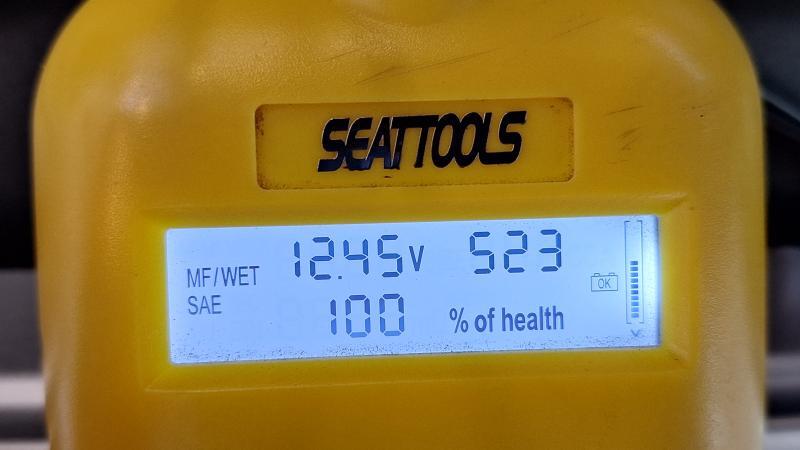 SEATTOOLS
MF/WET 12.45V 523
SAE 100 % of health
OK